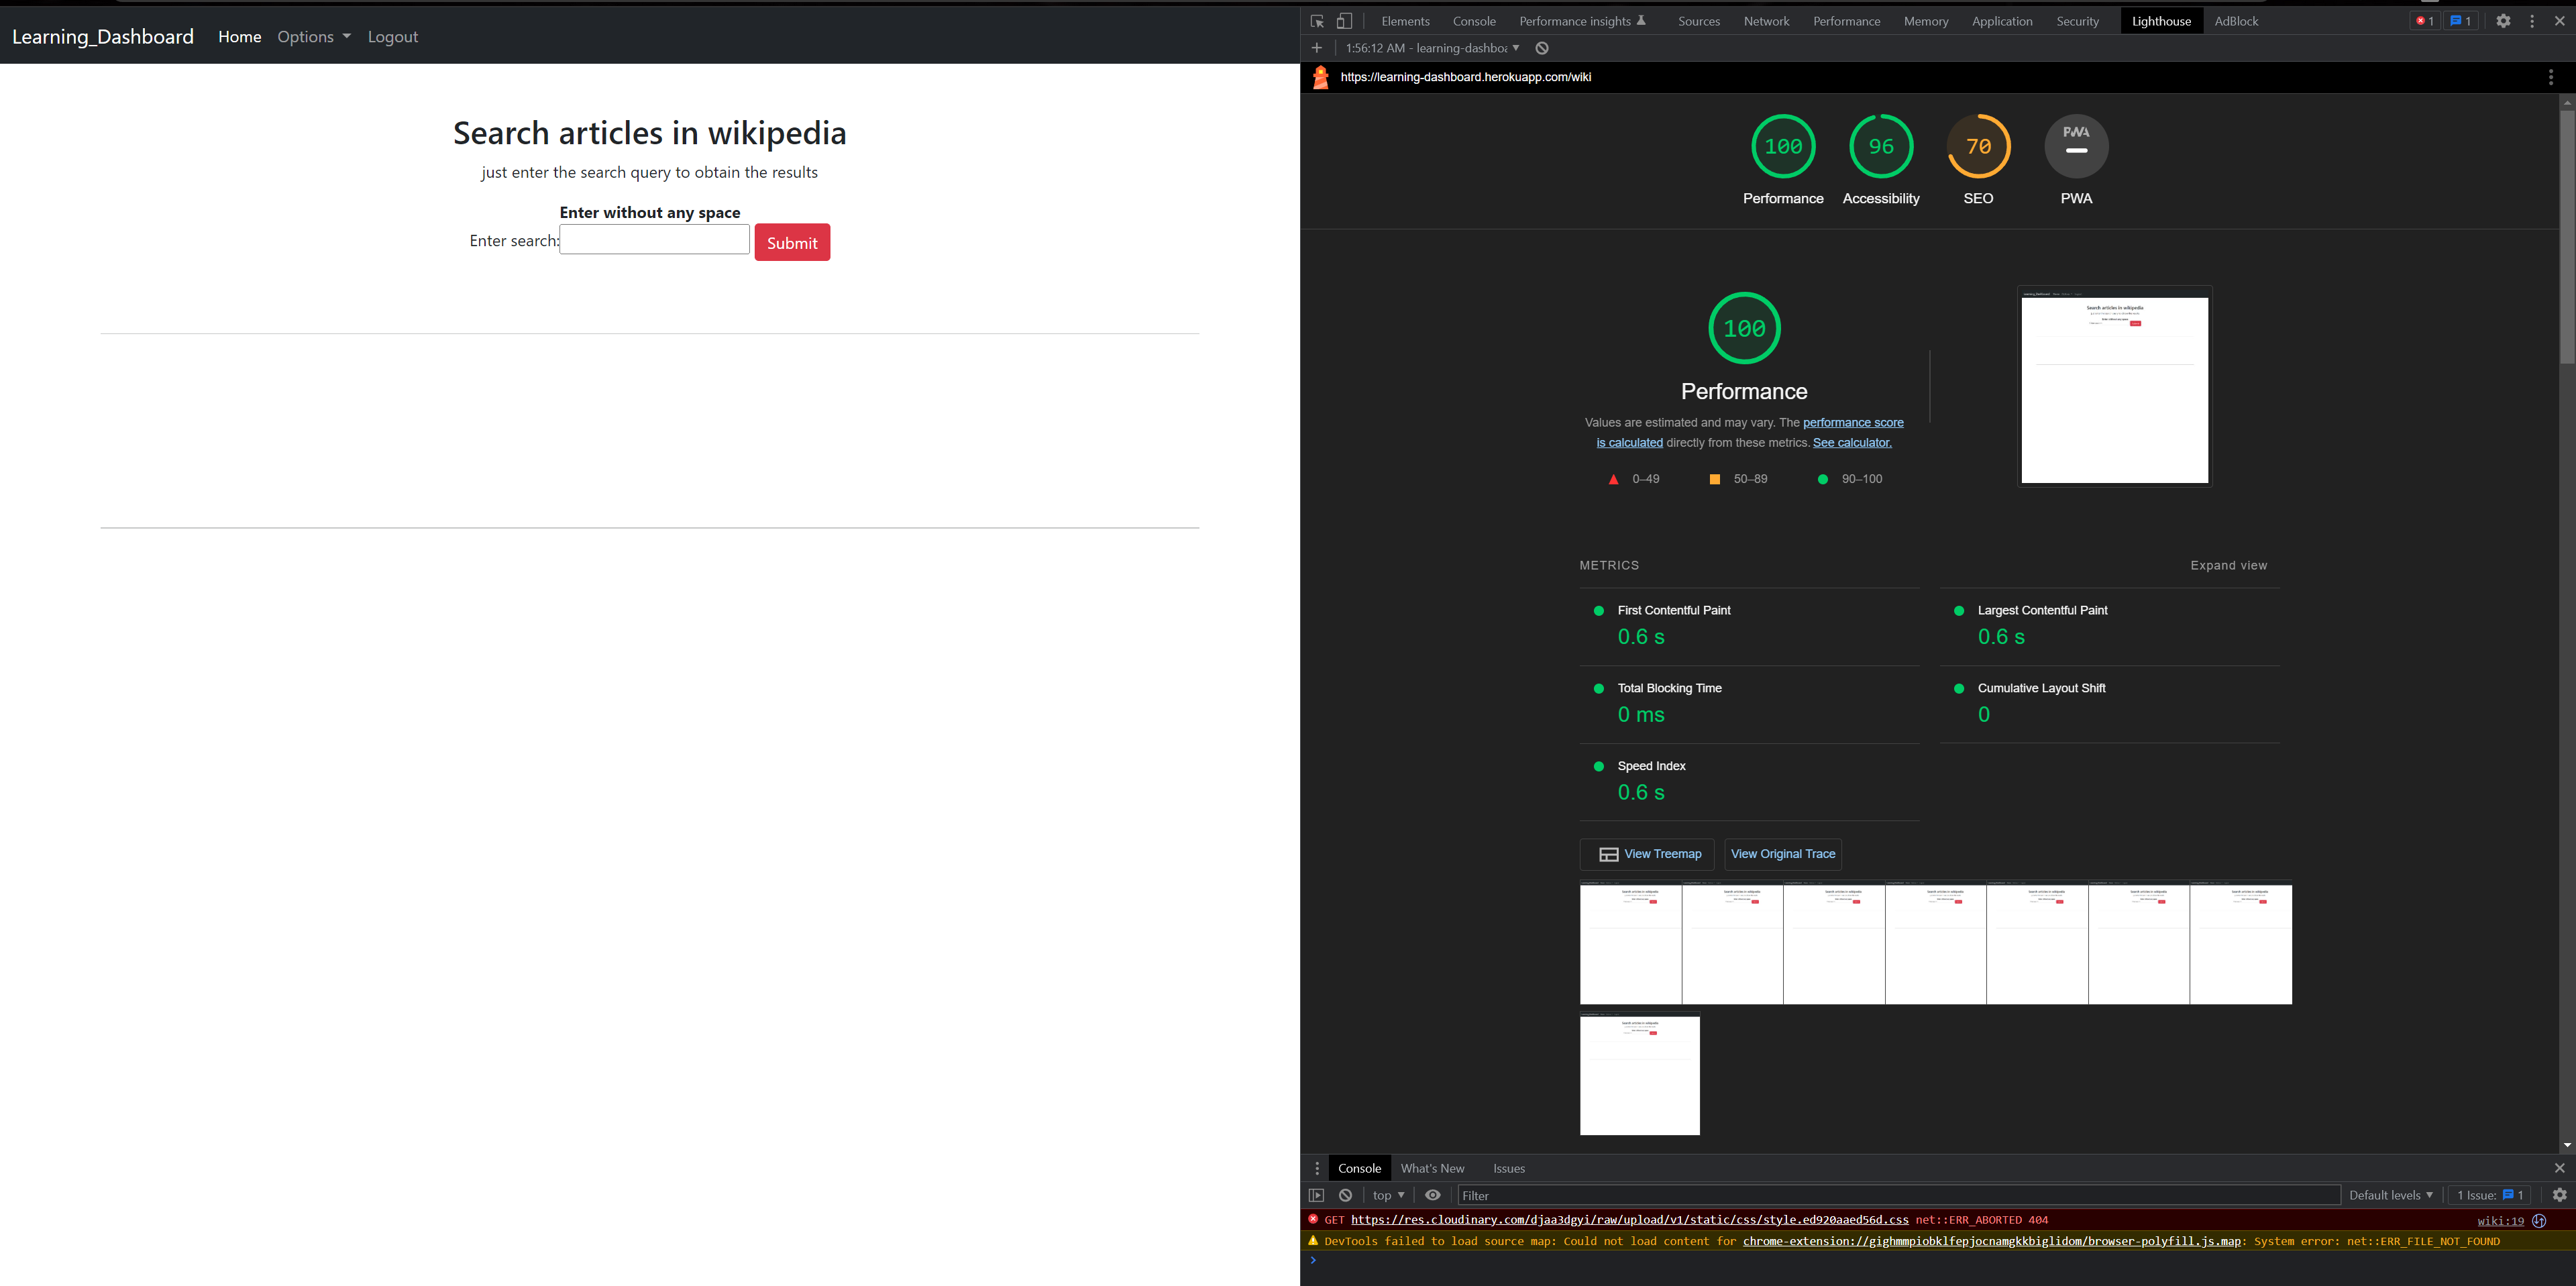 Learning_Dashboard Home Options Logout
Search articles in wikipedia
just enter the search query to obtain the results
Enter without any space
Enter search: Submit
Elements Console Performance insights Sources Network Performance Memory Application Security Lighthouse AdBlock 1 1
1:56:12 AM - learning-dashboa
https://learning-dashboard.herokuapp.com/wiki
100 96 70 PWA
Performance Accessibility SEO PWA
100
Performance
Values are estimated and may vary. The performance score
is calculated directly from these metrics. See calculator.
0–49 50–89 90–100
METRICS Expand view
First Contentful Paint
0.6 s
Largest Contentful Paint
0.6 s
Total Blocking Time
0 ms
Cumulative Layout Shift
0
Speed Index
0.6 s
View Treemap View Original Trace
Console What's New Issues
top Filter Default levels 1 Issue: 1
GET https://res.cloudinary.com/djaa3dgyi/raw/upload/v1/static/css/style.ed920aaed56d.css net::ERR_ABORTED 404 wiki:19
DevTools failed to load source map: Could not load content for chrome-extension://gighmmpiobklfepjocnamgkkbiglidom/browser-polyfill.js.map: System error: net::ERR_FILE_NOT_FOUND